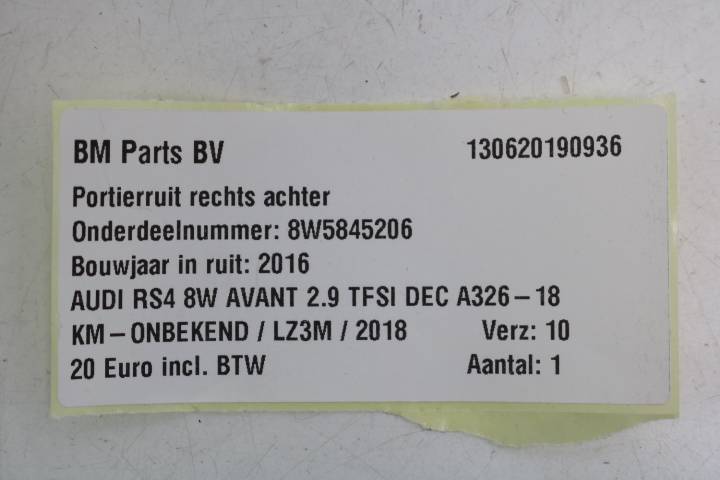 BM Parts BV 130620190936
Portierruit rechts achter
Onderdeelnummer: 8W5845206
Bouwjaar in ruit: 2016
AUDI RS4 8W AVANT 2.9 TFSI DEC A326-18
KM-ONBEKEND / LZ3M / 2018 Verz: 10
20 Euro incl. BTW Aantal: 1